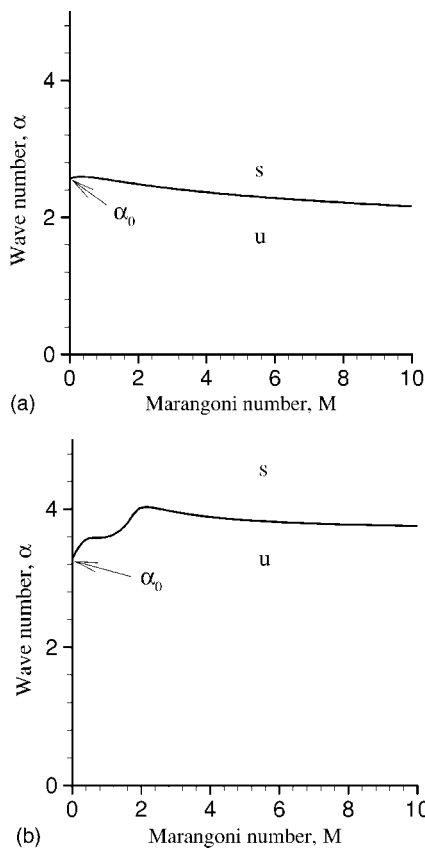 4
Wave number, α
s
2
α0
u
0
0 2 4 6 8 10
(a)
Marangoni number, M
s
4
Wave number, α
u
α0
2
0
0 2 4 6 8 10
(b)
Marangoni number, M